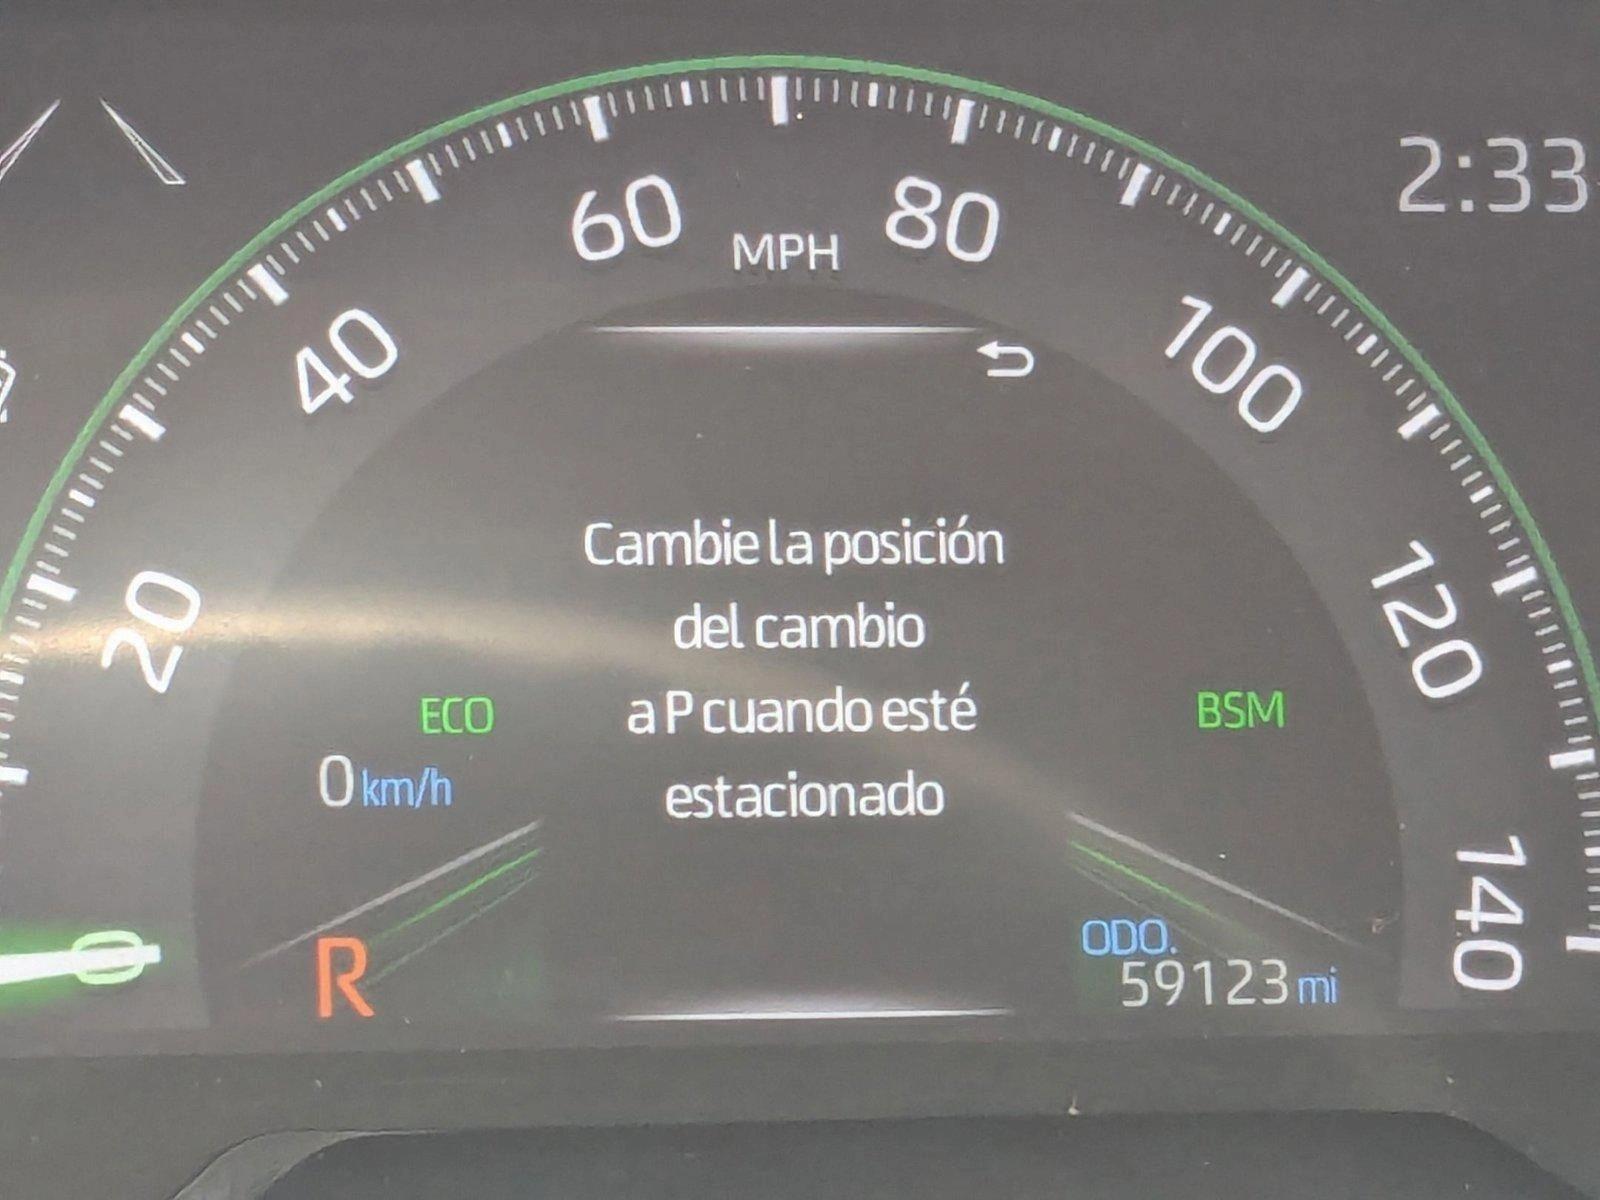 2:33
60
80
MPH
40
100
20
120
140
0
Cambie la posición
del cambio
a P cuando esté
estacionado
ECO
0 km/h
BSM
R
ODO.
59123 mi